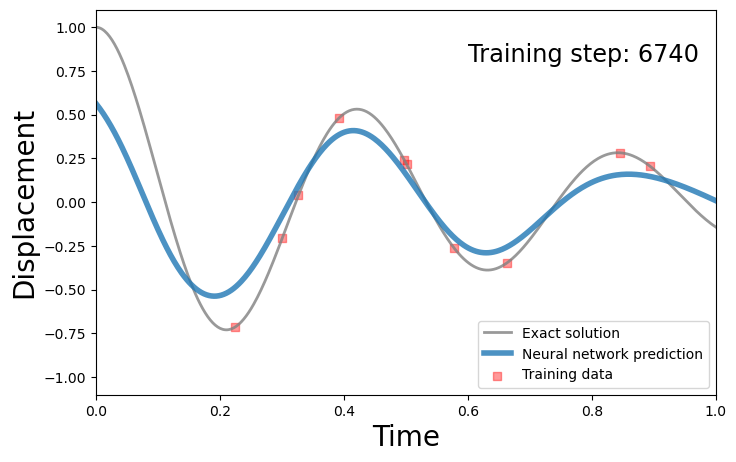 1.00
0.75
0.50
0.25
0.00
−0.25
−0.50
−0.75
−1.00
Displacement
Training step: 6740
Exact solution
Neural network prediction
Training data
0.0 0.2 0.4 0.6 0.8 1.0
Time